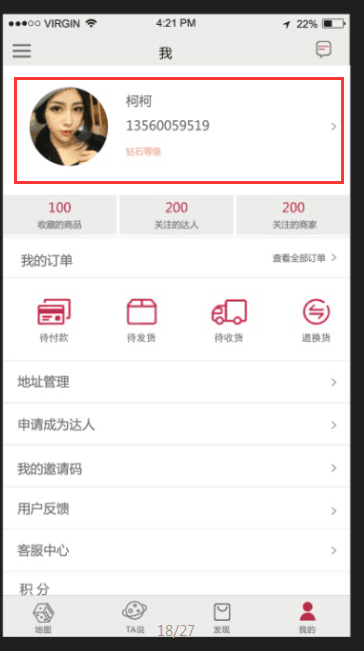 VIRGIN 4:21 PM 22%
我
柯柯
13560059519
钻石等级
100 200 200
收藏的商品 关注的达人 关注的商家
我的订单 查看全部订单
待付款 待发货 待收货 退换货
地址管理
申请成为达人
我的邀请码
用户反馈
客服中心
积 分
地图 TA说 18/27 发现 我的